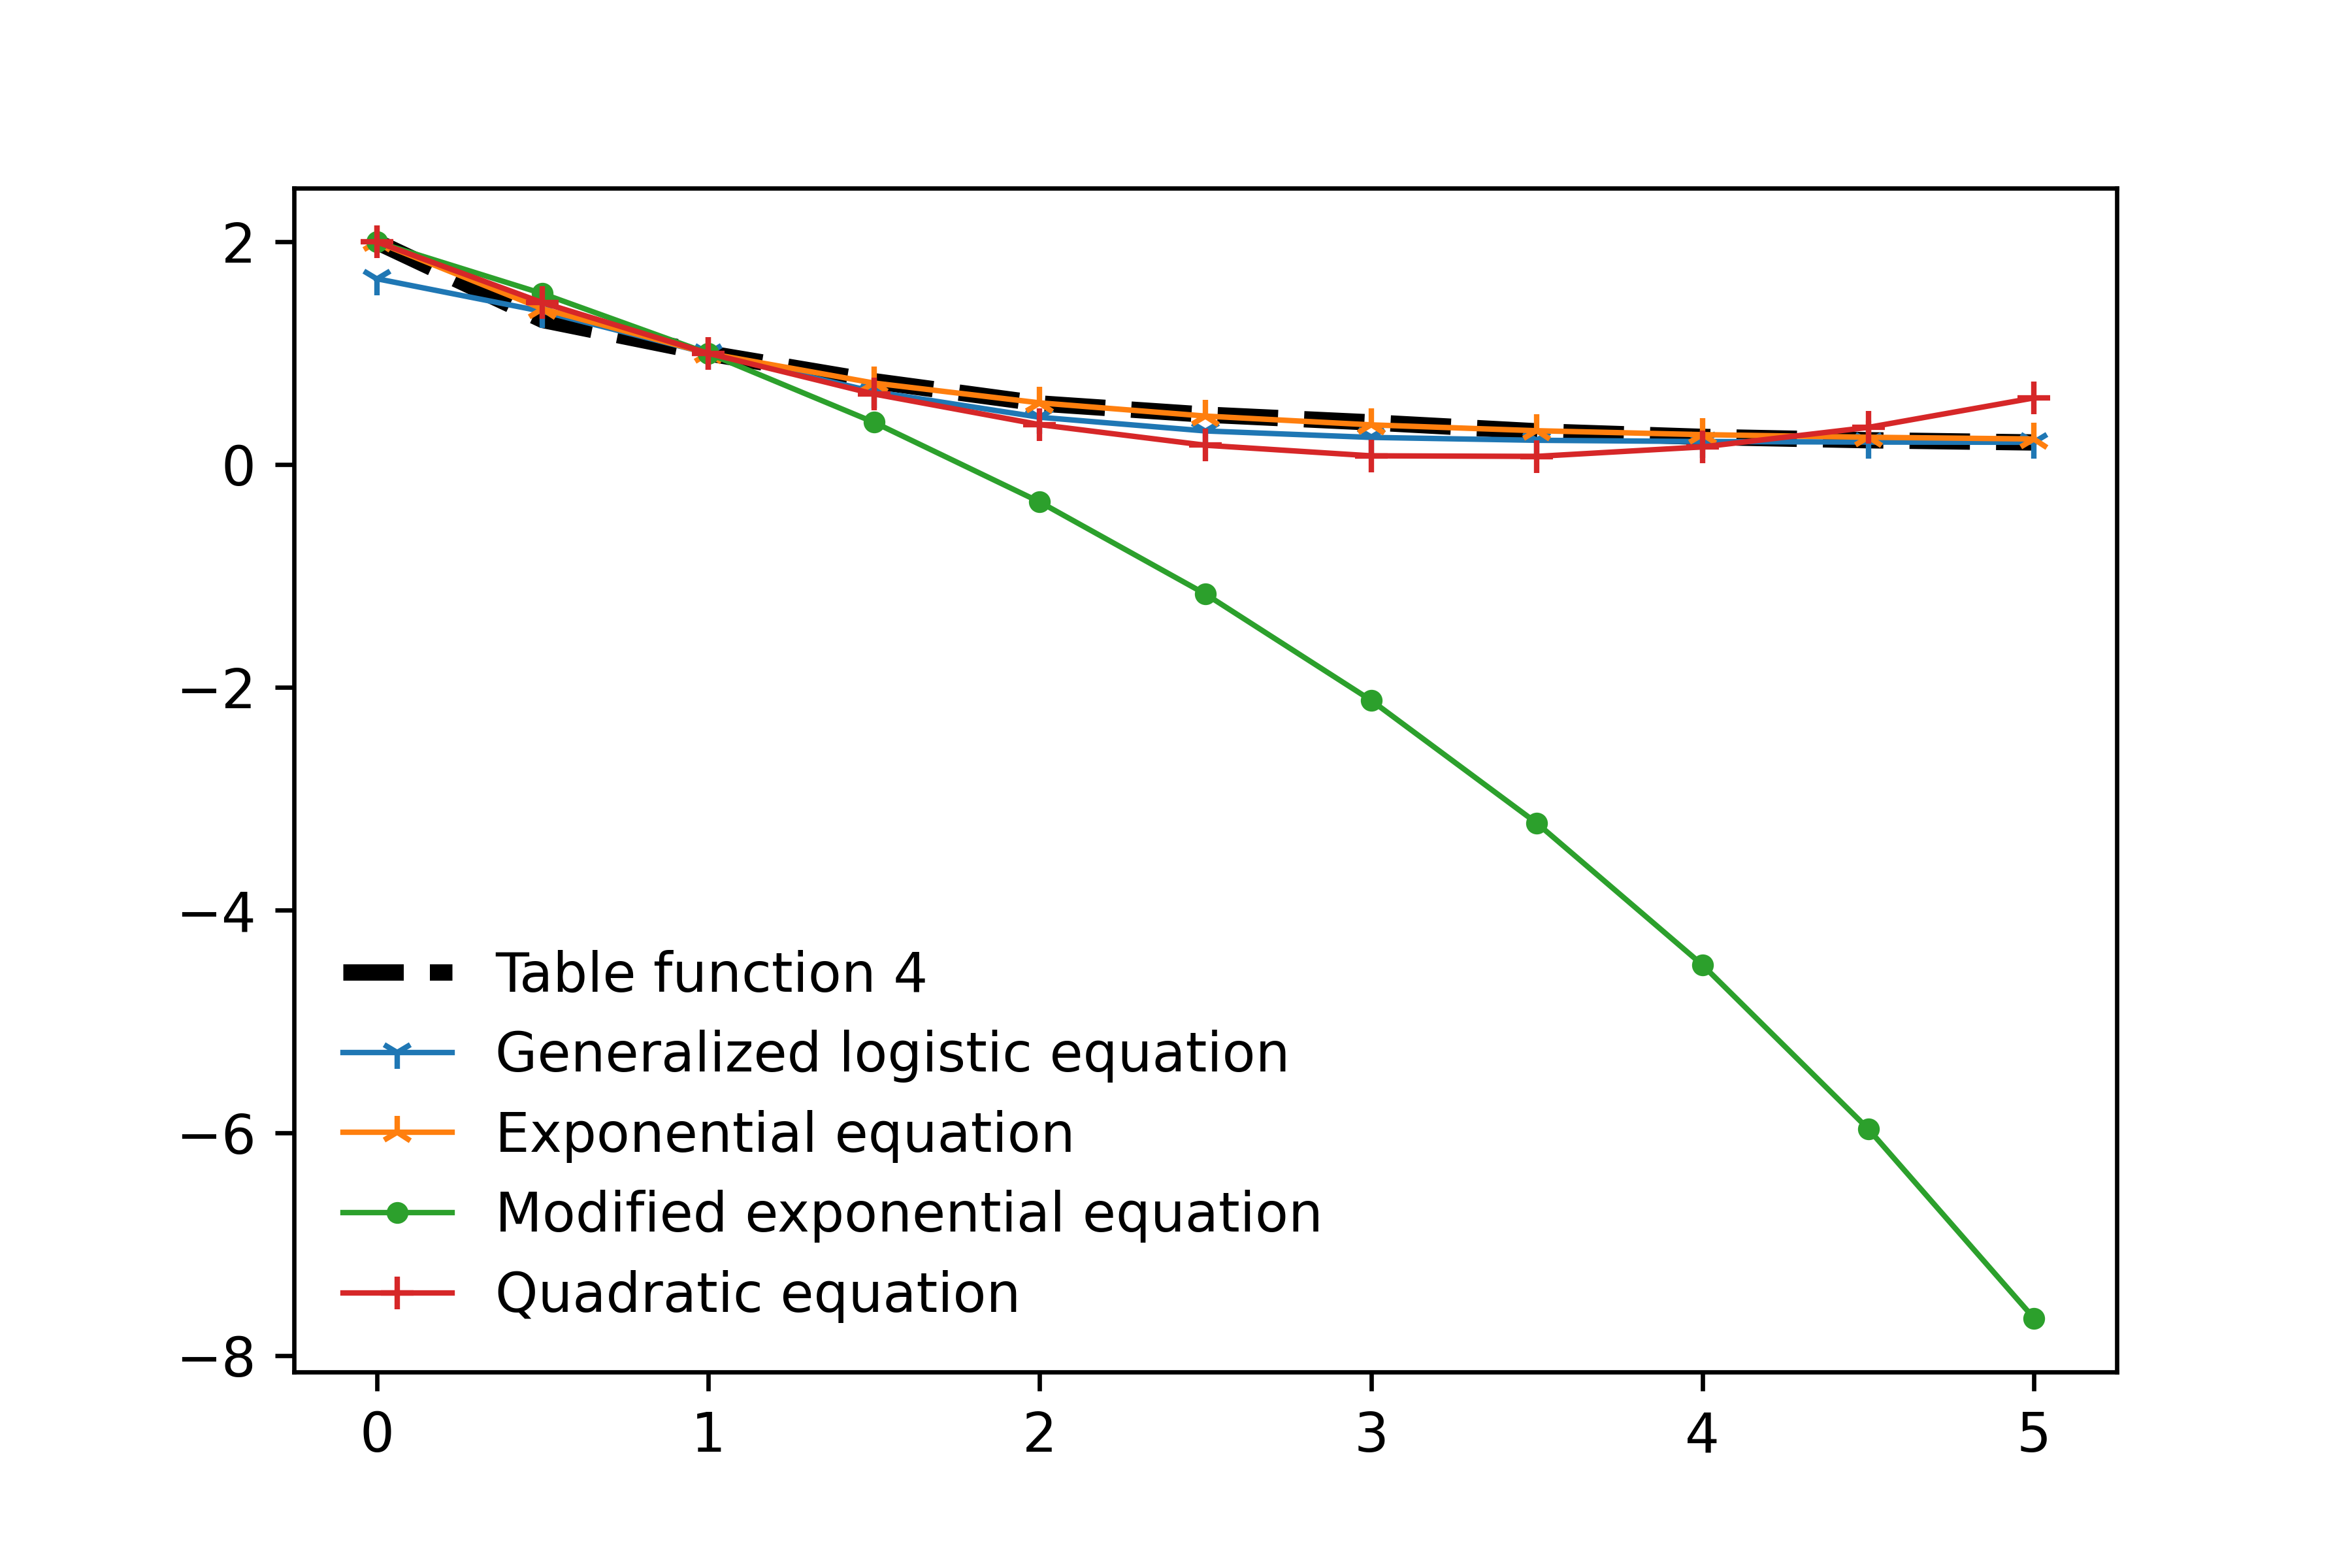 2
0
−2
−4
−6
−8
Table function 4
Generalized logistic equation
Exponential equation
Modified exponential equation
Quadratic equation
0 1 2 3 4 5